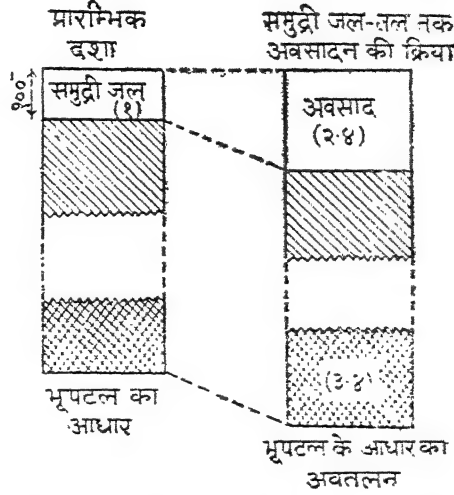 प्रारम्भिक
दशा
समुद्री जल-तल तक
अवसादन की क्रिया
१००'
समुद्री जल
(१)
अवसाद
(२·४)
(३·४)
भूपटल का
आधार
भूपटल के आधार का
अवतलन